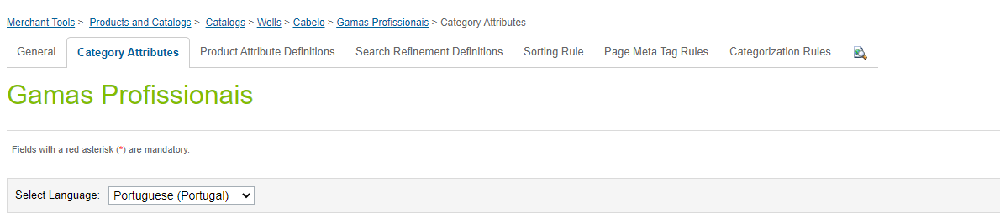 Merchant Tools > Products and Catalogs > Catalogs > Wells > Cabelo > Gamas Profissionais > Category Attributes
General Category Attributes Product Attribute Definitions Search Refinement Definitions Sorting Rule Page Meta Tag Rules Categorization Rules
Gamas Profissionais
Fields with a red asterisk (*) are mandatory.
Select Language: Portuguese (Portugal)